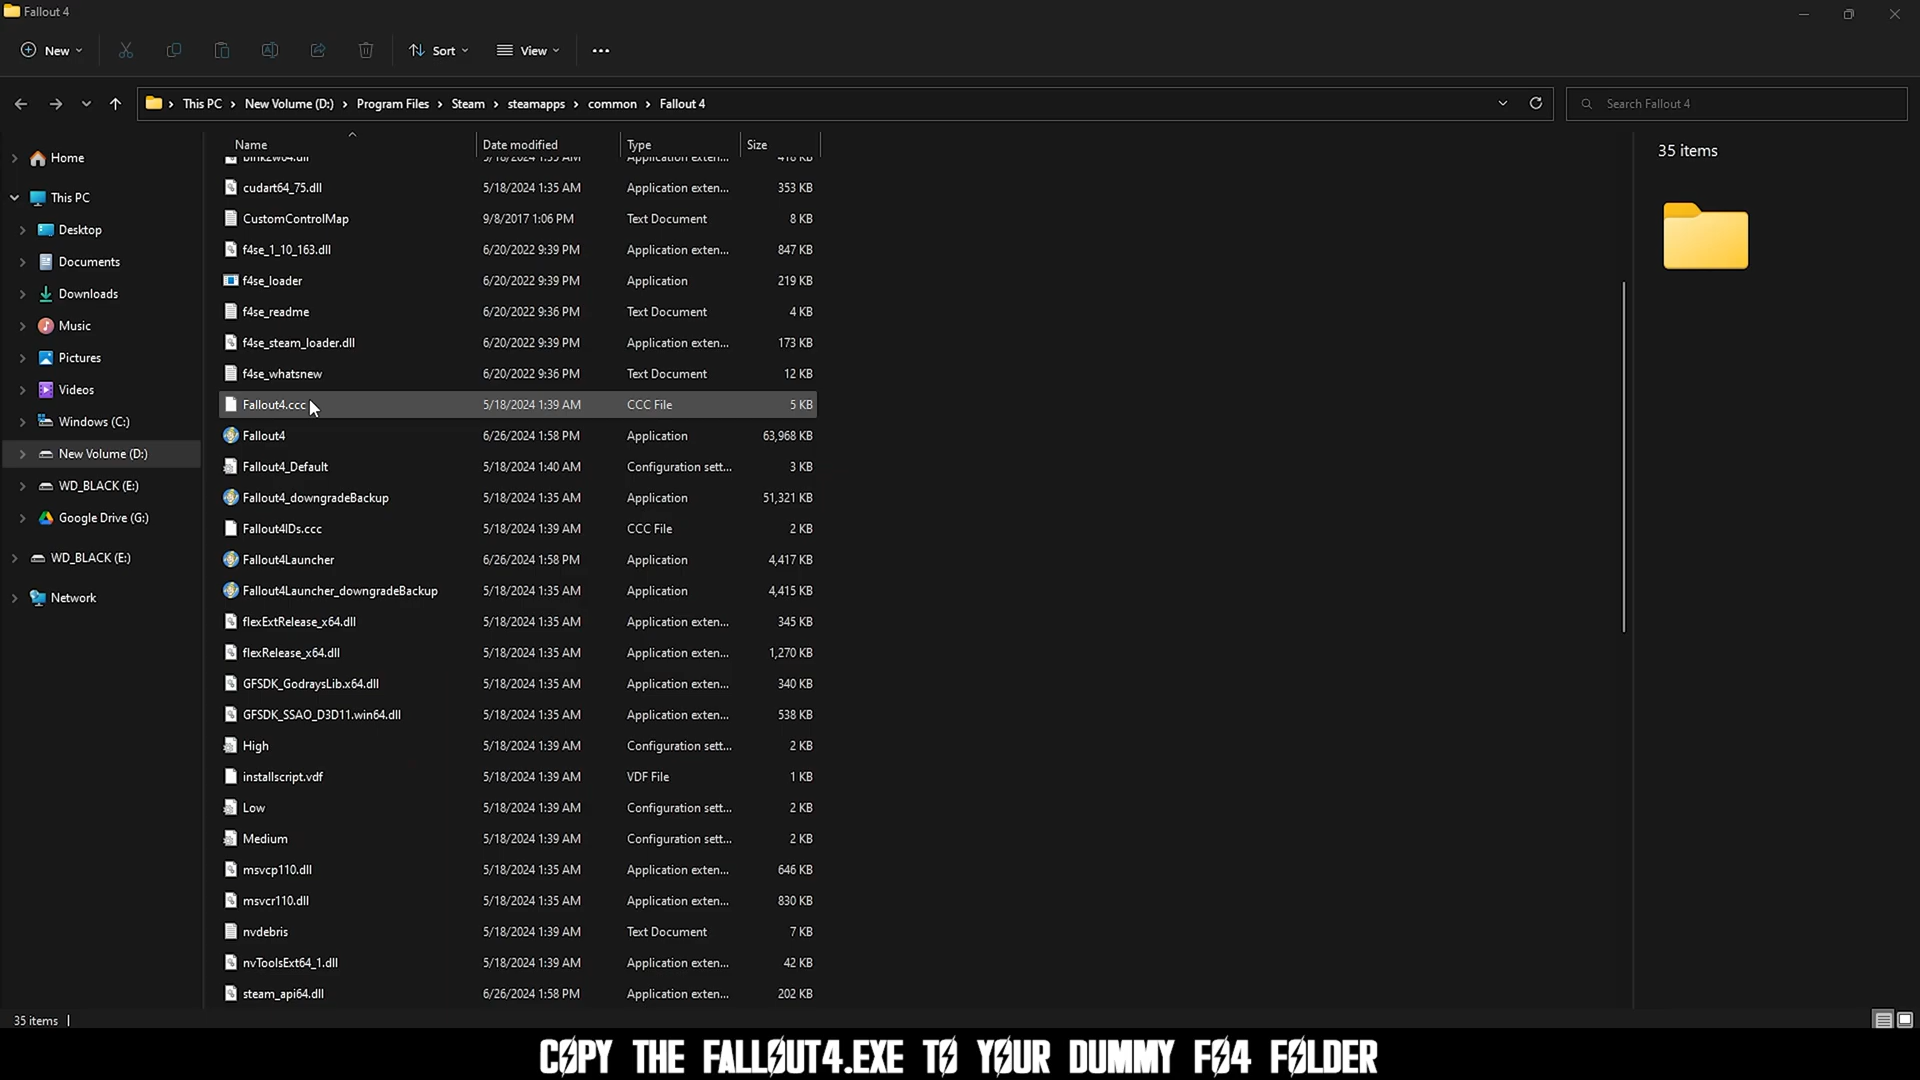 Fallout 4
New Sort View
This PC New Volume (D:) Program Files Steam steamapps common Fallout 4
Search Fallout 4
Home
This PC
Desktop
Documents
Downloads
Music
Pictures
Videos
Windows (C:)
New Volume (D:)
WD_BLACK (E:)
Google Drive (G:)
WD_BLACK (E:)
Network
Name Date modified Type Size
cudart64_75.dll 5/18/2024 1:35 AM Application exten... 353 KB
CustomControlMap 9/8/2017 1:06 PM Text Document 8 KB
f4se_1_10_163.dll 6/20/2022 9:39 PM Application exten... 847 KB
f4se_loader 6/20/2022 9:39 PM Application 219 KB
f4se_readme 6/20/2022 9:36 PM Text Document 4 KB
f4se_steam_loader.dll 6/20/2022 9:39 PM Application exten... 173 KB
f4se_whatsnew 6/20/2022 9:36 PM Text Document 12 KB
Fallout4.ccc 5/18/2024 1:39 AM CCC File 5 KB
Fallout4 6/26/2024 1:58 PM Application 63,968 KB
Fallout4_Default 5/18/2024 1:40 AM Configuration sett... 3 KB
Fallout4_downgradeBackup 5/18/2024 1:35 AM Application 51,321 KB
Fallout4IDs.ccc 5/18/2024 1:39 AM CCC File 2 KB
Fallout4Launcher 6/26/2024 1:58 PM Application 4,417 KB
Fallout4Launcher_downgradeBackup 5/18/2024 1:35 AM Application 4,415 KB
flexExtRelease_x64.dll 5/18/2024 1:35 AM Application exten... 345 KB
flexRelease_x64.dll 5/18/2024 1:35 AM Application exten... 1,270 KB
GFSDK_GodraysLib.x64.dll 5/18/2024 1:35 AM Application exten... 340 KB
GFSDK_SSAO_D3D11.win64.dll 5/18/2024 1:35 AM Application exten... 538 KB
High 5/18/2024 1:39 AM Configuration sett... 2 KB
installscript.vdf 5/18/2024 1:39 AM VDF File 1 KB
Low 5/18/2024 1:39 AM Configuration sett... 2 KB
Medium 5/18/2024 1:39 AM Configuration sett... 2 KB
msvcp110.dll 5/18/2024 1:35 AM Application exten... 646 KB
msvcr110.dll 5/18/2024 1:35 AM Application exten... 830 KB
nvdebris 5/18/2024 1:39 AM Text Document 7 KB
nvToolsExt64_1.dll 5/18/2024 1:39 AM Application exten... 42 KB
steam_api64.dll 6/26/2024 1:58 PM Application exten... 202 KB
35 items
35 items
COPY THE FALLOUT4.EXE TO YOUR DUMMY FO4 FOLDER